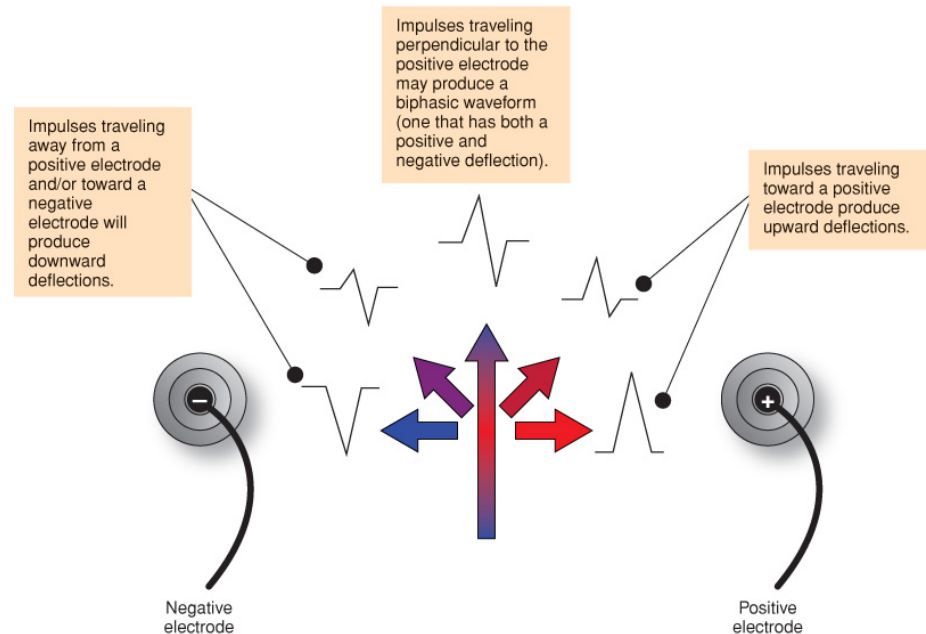 Impulses traveling
perpendicular to the
positive electrode
may produce a
biphasic waveform
(one that has both a
positive and
negative deflection).
Impulses traveling
away from a
positive electrode
and/or toward a
negative
electrode will
produce
downward
deflections.
Impulses traveling
toward a positive
electrode produce
upward deflections.
−
+
Negative
electrode
Positive
electrode